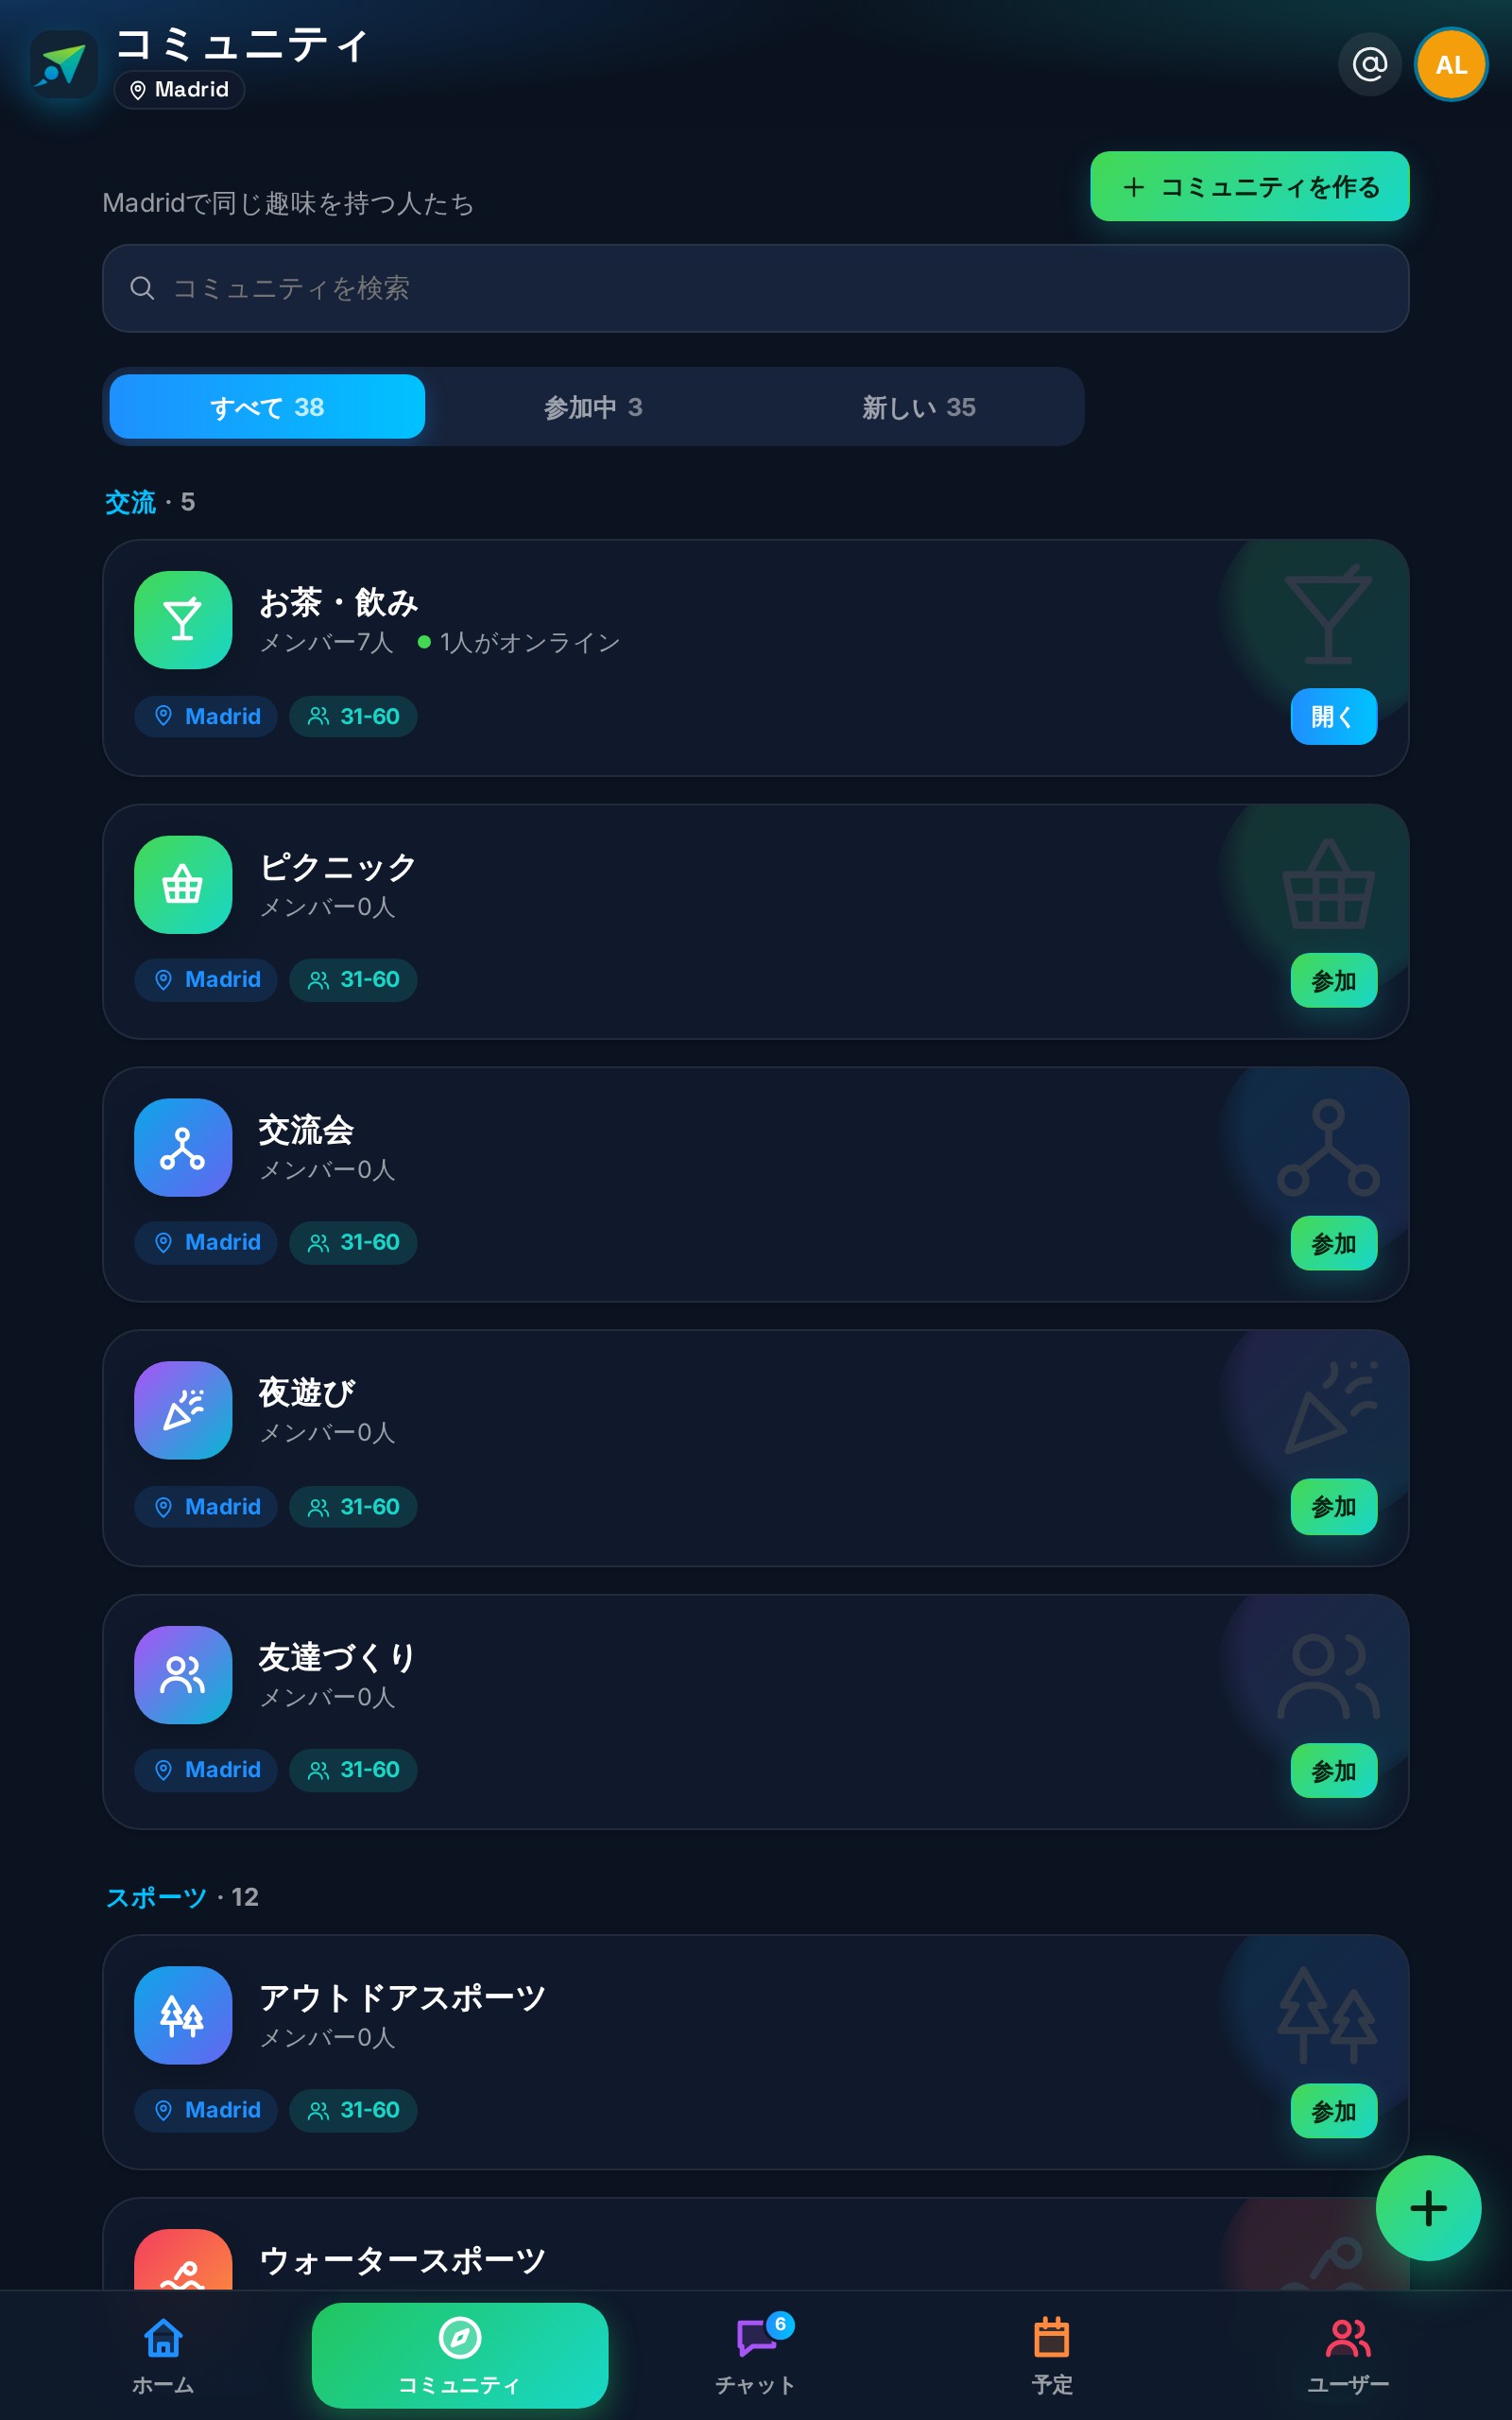 コミュニティ
Madrid
AL
Madridで同じ趣味を持つ人たち
コミュニティを作る
コミュニティを検索
すべて 38
参加中 3
新しい 35
交流 · 5
お茶・飲み
メンバー7人 1人がオンライン
Madrid 31-60
開く
ピクニック
メンバー0人
Madrid 31-60
参加
交流会
メンバー0人
Madrid 31-60
参加
夜遊び
メンバー0人
Madrid 31-60
参加
友達づくり
メンバー0人
Madrid 31-60
参加
スポーツ · 12
アウトドアスポーツ
メンバー0人
Madrid 31-60
参加
ウォータースポーツ
ホーム
コミュニティ
6
チャット
予定
ユーザー